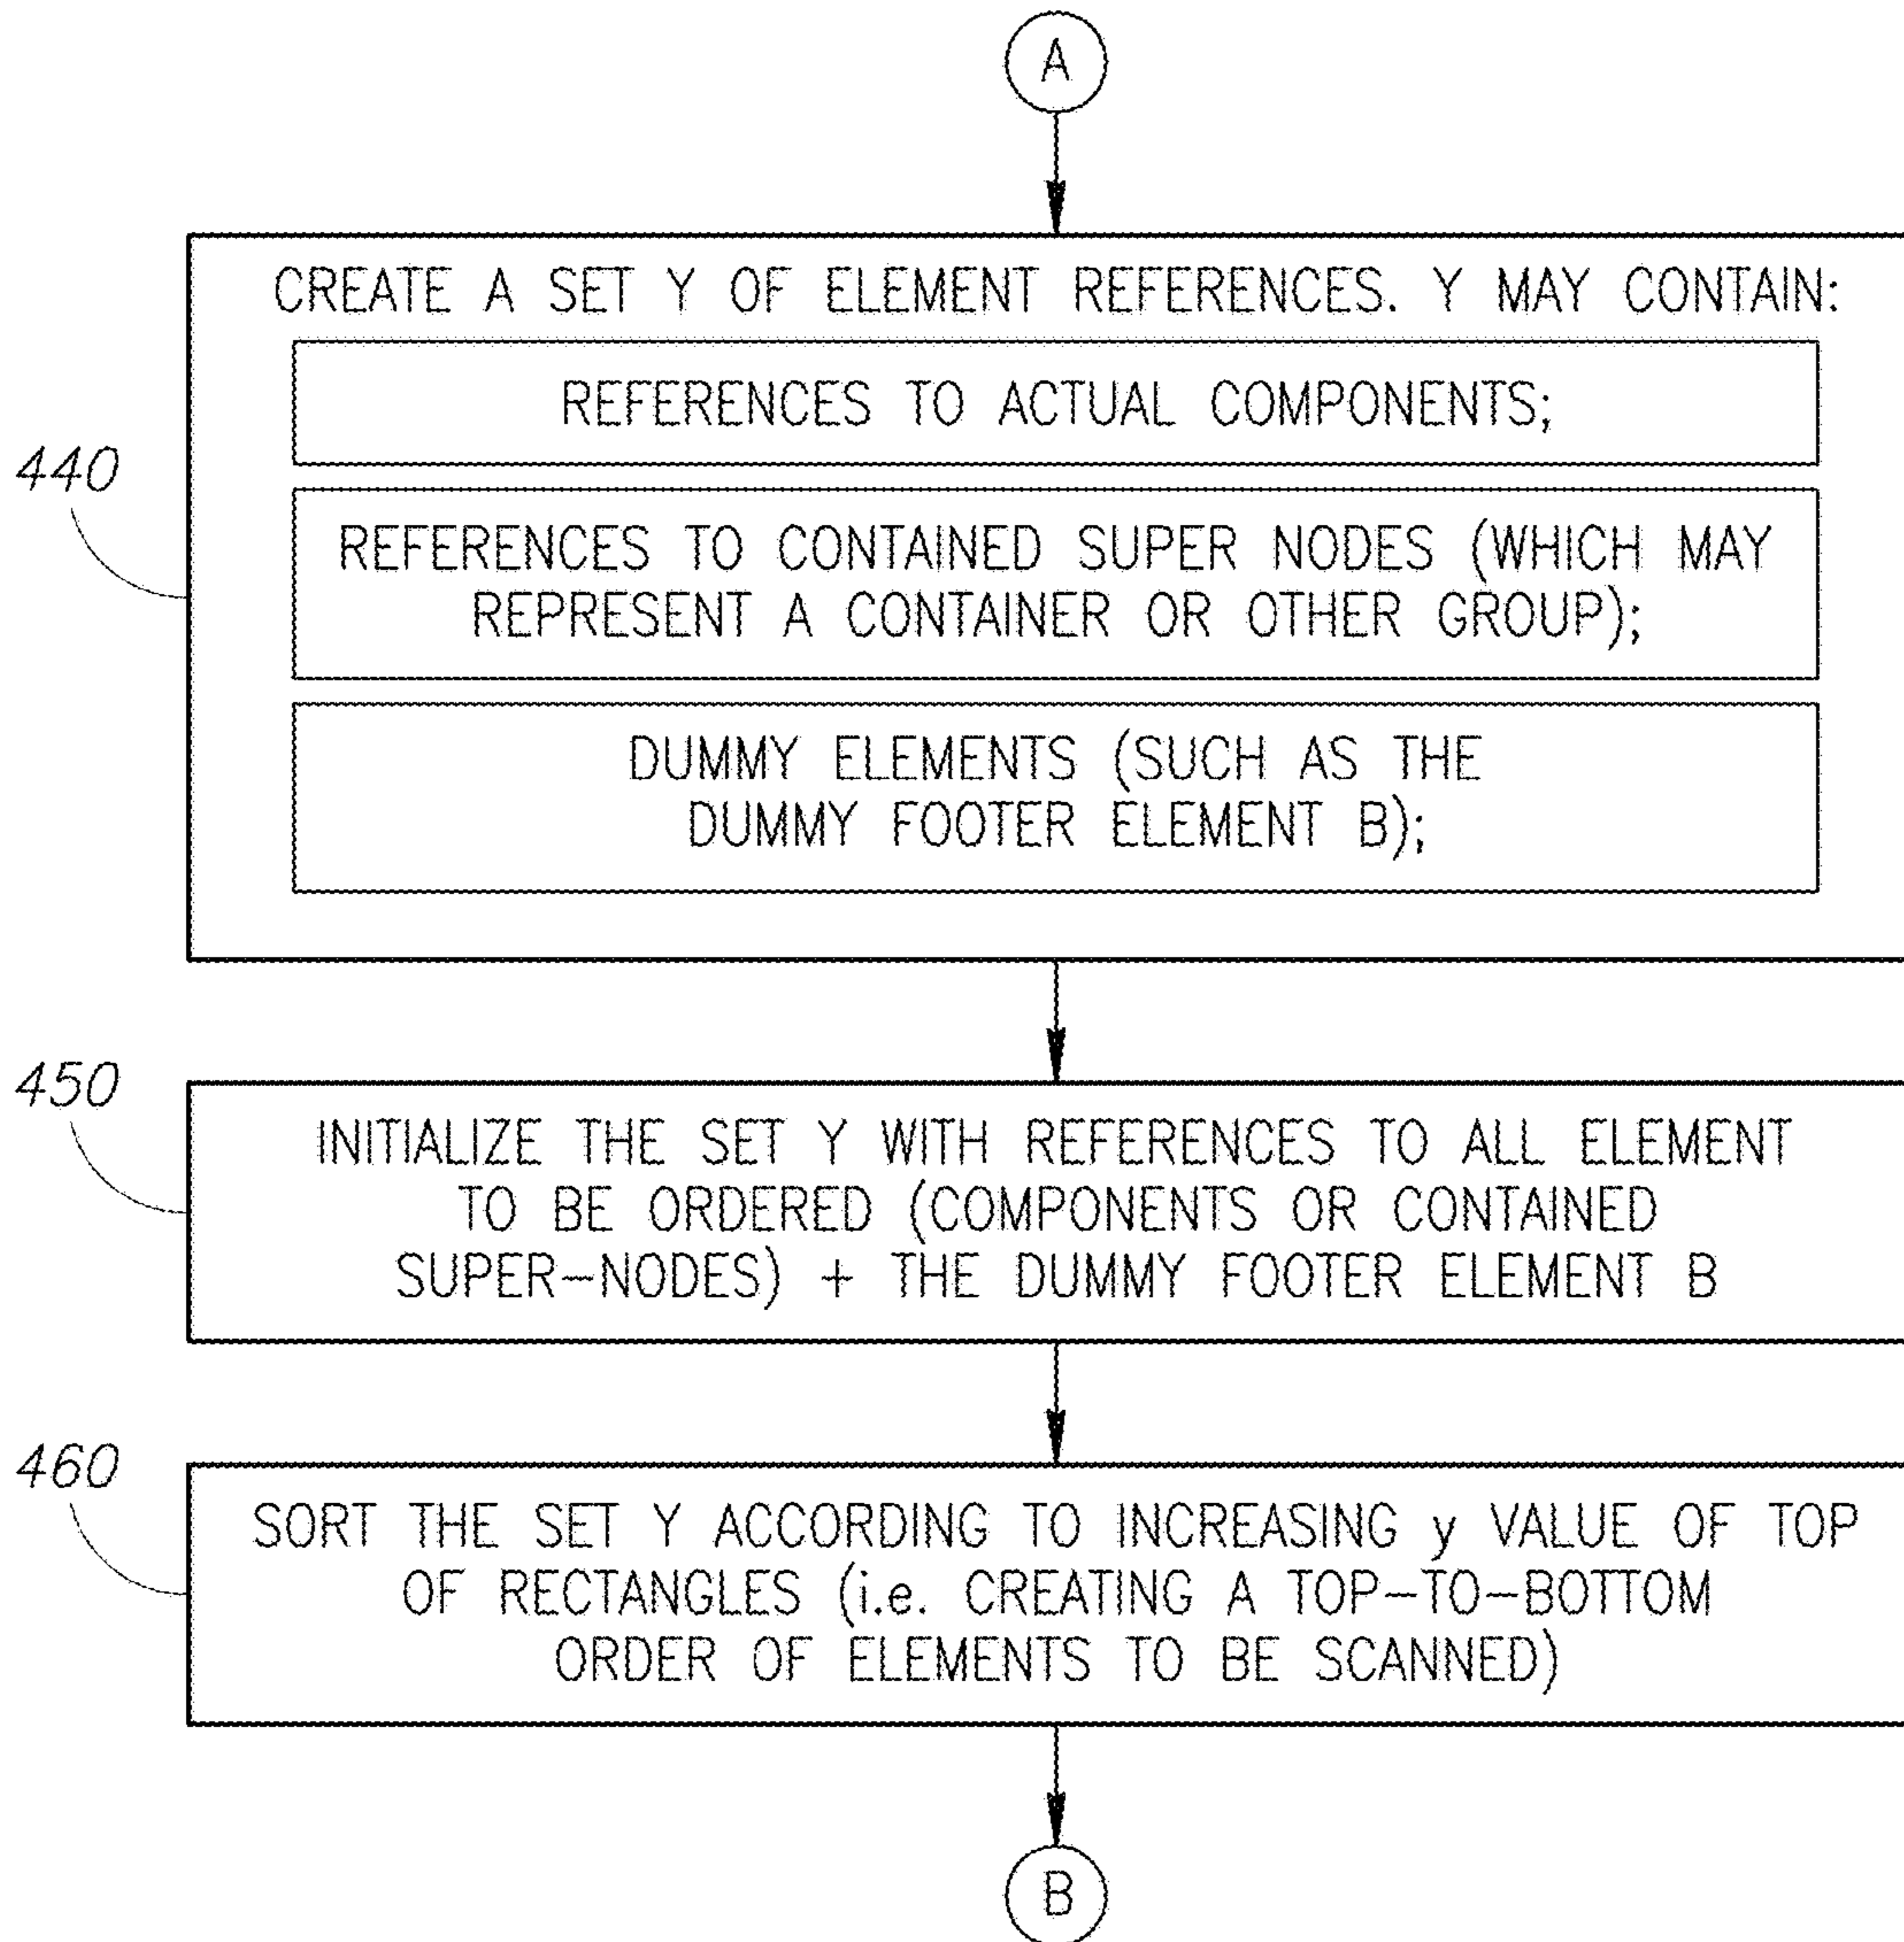 A
CREATE A SET Y OF ELEMENT REFERENCES. Y MAY CONTAIN:
REFERENCES TO ACTUAL COMPONENTS;
440
REFERENCES TO CONTAINED SUPER NODES (WHICH MAY
REPRESENT A CONTAINER OR OTHER GROUP);
DUMMY ELEMENTS (SUCH AS THE
DUMMY FOOTER ELEMENT B);
450
INITIALIZE THE SET Y WITH REFERENCES TO ALL ELEMENT
TO BE ORDERED (COMPONENTS OR CONTAINED
SUPER-NODES) + THE DUMMY FOOTER ELEMENT B
460
SORT THE SET Y ACCORDING TO INCREASING y VALUE OF TOP
OF RECTANGLES (i.e. CREATING A TOP-TO-BOTTOM
ORDER OF ELEMENTS TO BE SCANNED)
B